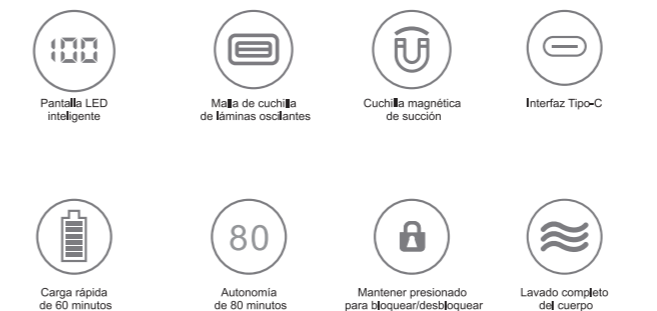 100
Pantalla LED
inteligente
Malla de cuchilla
de láminas oscilantes
Cuchilla magnética
de succión
Interfaz Tipo-C
80
Carga rápida
de 60 minutos
Autonomía
de 80 minutos
Mantener presionado
para bloquear/desbloquear
Lavado completo
del cuerpo